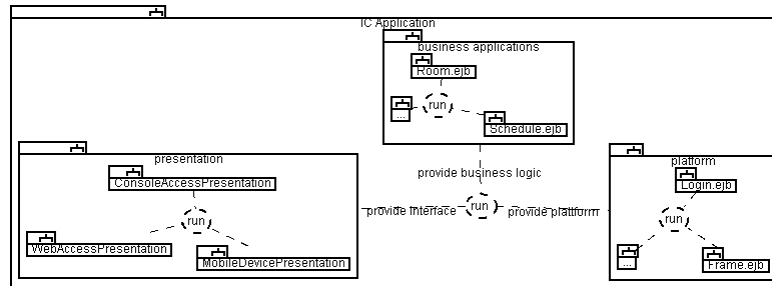 IC Application
business applications
Room.ejb
run
...
Schedule.ejb
presentation
ConsoleAccessPresentation
run
WebAccessPresentation
MobileDevicePresentation
provide business logic
provide interface
run
provide plattform
platform
Login.ejb
run
...
Frame.ejb